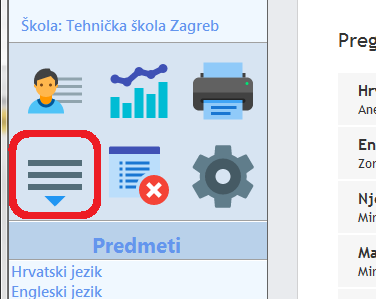 Škola: Tehnička škola Zagreb
Preg
Hr
Ane
En
Zor
Predmeti
Nj
Mir
Hrvatski jezik
Ma
Engleski jezik
Mir